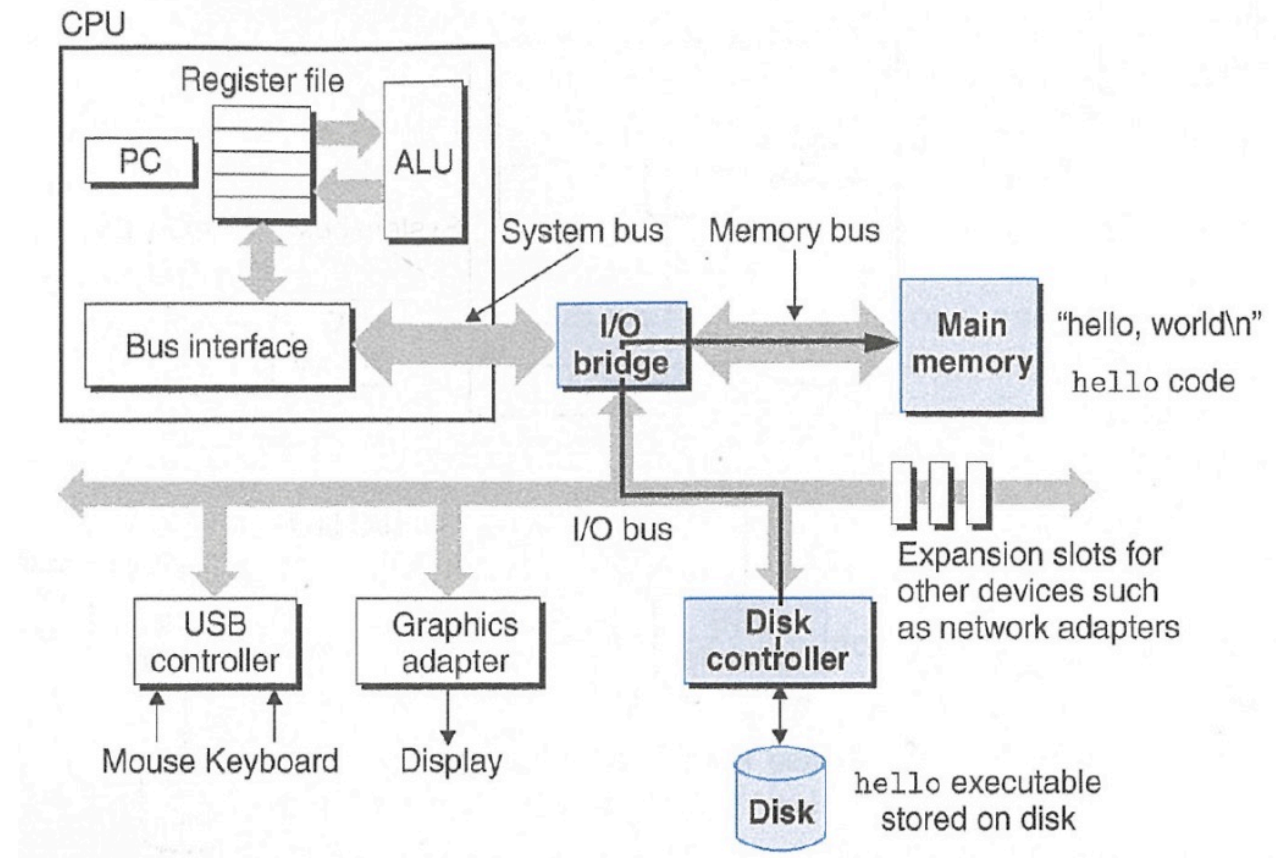 CPU
Register file
PC
ALU
System bus
Memory bus
Bus interface
I/O
bridge
Main
memory
"hello, world\n"
hello code
I/O bus
Expansion slots for
other devices such
as network adapters
USB
controller
Graphics
adapter
Disk
controller
Mouse Keyboard
Display
Disk
hello executable
stored on disk